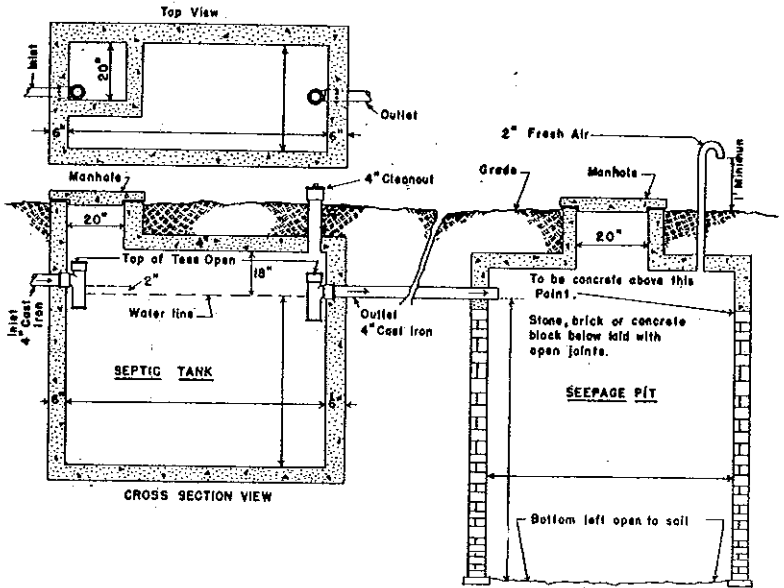 Top View
Inlet
20"
6"
6"
Outlet
Manhole
4" Cleanout
20"
4"
Top of Tees Open
18"
2"
Water line
Inlet
4" Cast
Iron
Outlet
4" Cast Iron
SEPTIC TANK
6"
6"
CROSS SECTION VIEW
2" Fresh Air
Minimum
Grade
Manhole
20"
To be concrete above this
Point.
Stone, brick or concrete
block below laid with
open joints.
SEEPAGE PIT
Bottom left open to soil